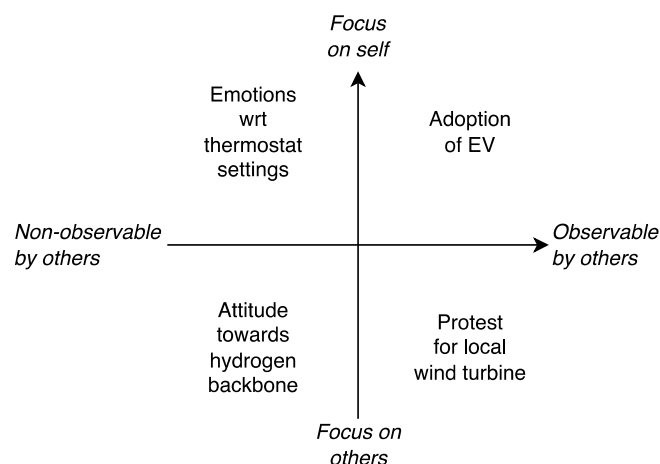 Focus
on self
Emotions
wrt
thermostat
settings
Adoption
of EV
Non-observable
by others
Observable
by others
Attitude
towards
hydrogen
backbone
Protest
for local
wind turbine
Focus on
others